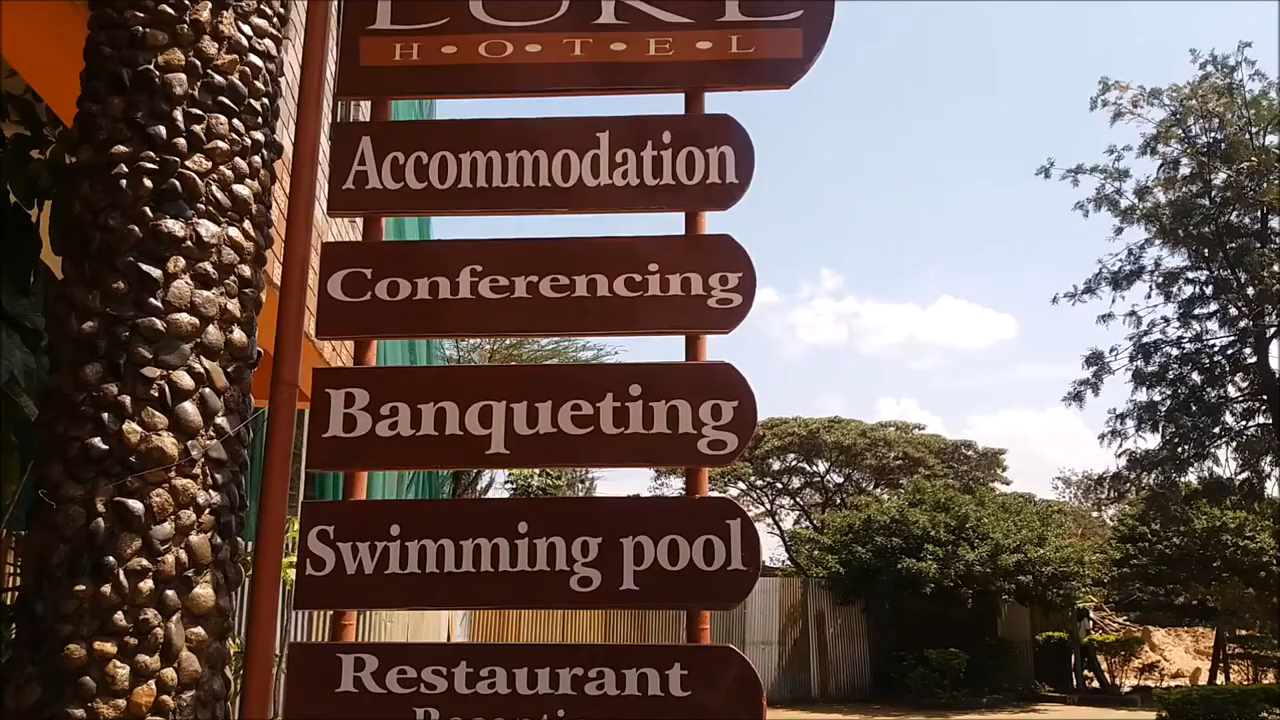 H•O•T•E•L
Accommodation
Conferencing
Banqueting
Swimming pool
Restaurant